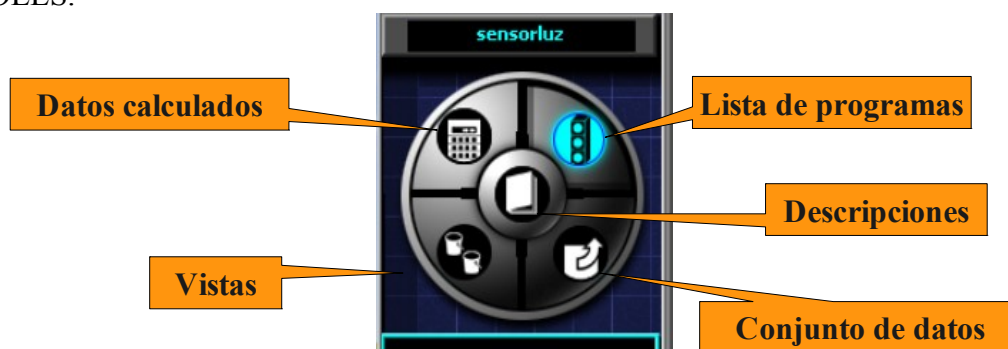 sensorluz
Datos calculados
Lista de programas
Descripciones
Vistas
Conjunto de datos